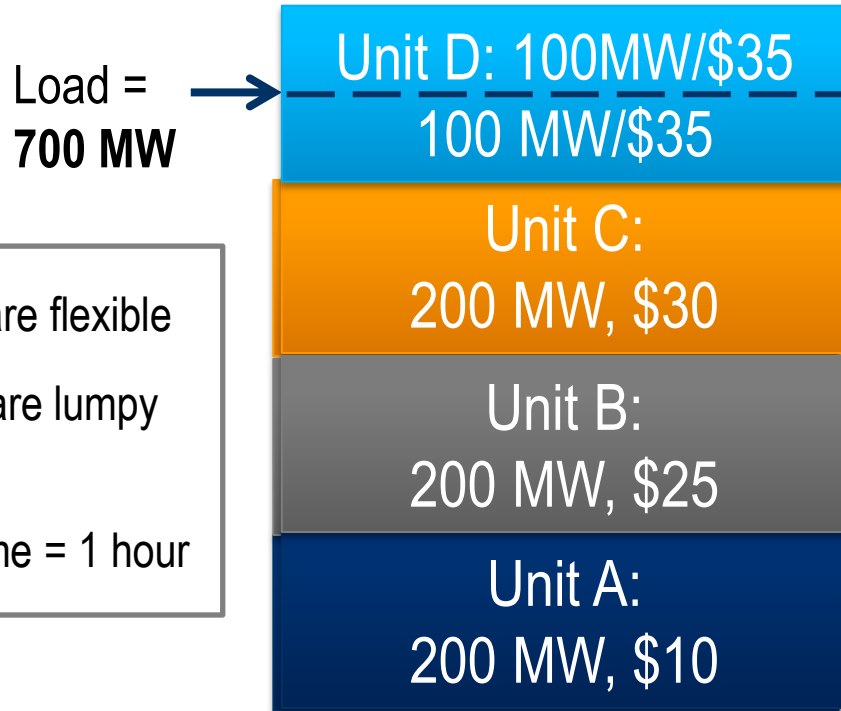 Load =
700 MW
are flexible
are lumpy
= 1 hour
Unit D: 100MW/$35
100 MW/$35
Unit C:
200 MW, $30
Unit B:
200 MW, $25
Unit A:
200 MW, $10